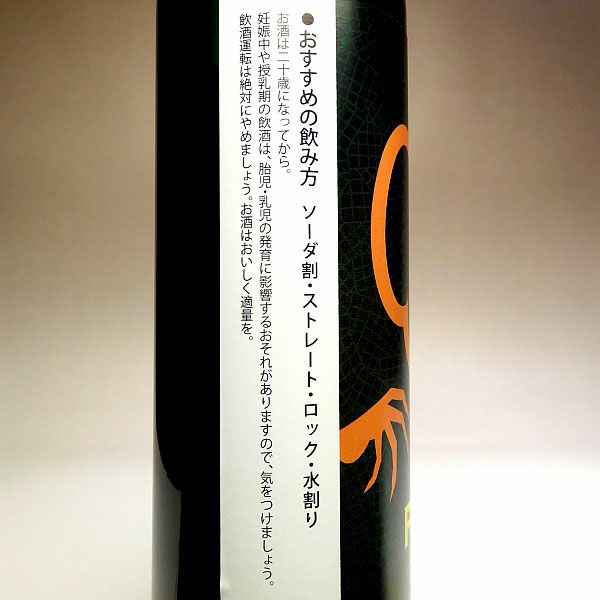 ●おすすめの飲み方　ソーダ割・ストレート・ロック・水割り
お酒は二十歳になってから。
妊娠中や授乳期の飲酒は、胎児・乳児の発育に影響するおそれがありますので、気をつけましょう。
飲酒運転は絶対にやめましょう。お酒はおいしく適量を。